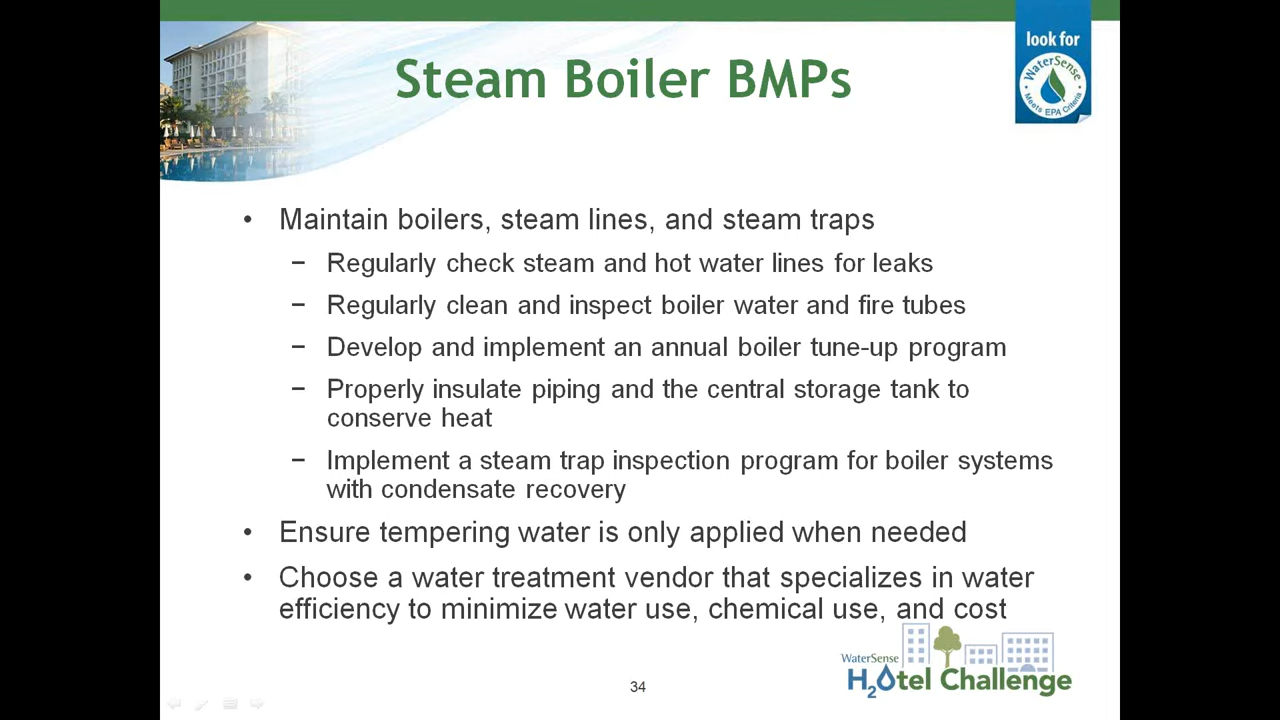 look for
WaterSense
Meets EPA Criteria
Steam Boiler BMPs
• Maintain boilers, steam lines, and steam traps
– Regularly check steam and hot water lines for leaks
– Regularly clean and inspect boiler water and fire tubes
– Develop and implement an annual boiler tune-up program
– Properly insulate piping and the central storage tank to
conserve heat
– Implement a steam trap inspection program for boiler systems
with condensate recovery
• Ensure tempering water is only applied when needed
• Choose a water treatment vendor that specializes in water
efficiency to minimize water use, chemical use, and cost
WaterSense
H2Otel Challenge
34